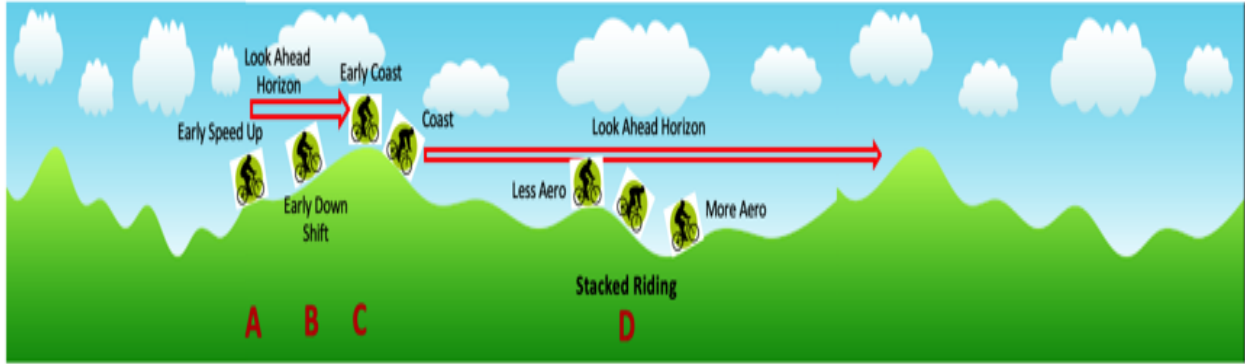 Look Ahead
Horizon
Early Coast
Early Speed Up
Coast
Look Ahead Horizon
Early Down
Shift
Less Aero
More Aero
Stacked Riding
A
B
C
D